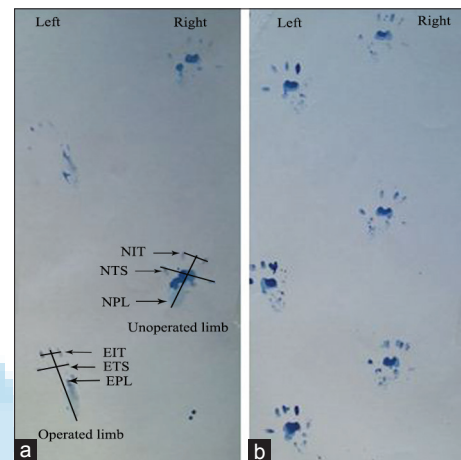 Left Right
NIT
NTS
NPL
Unoperated limb
EIT
ETS
EPL
Operated limb
a
Left Right
b